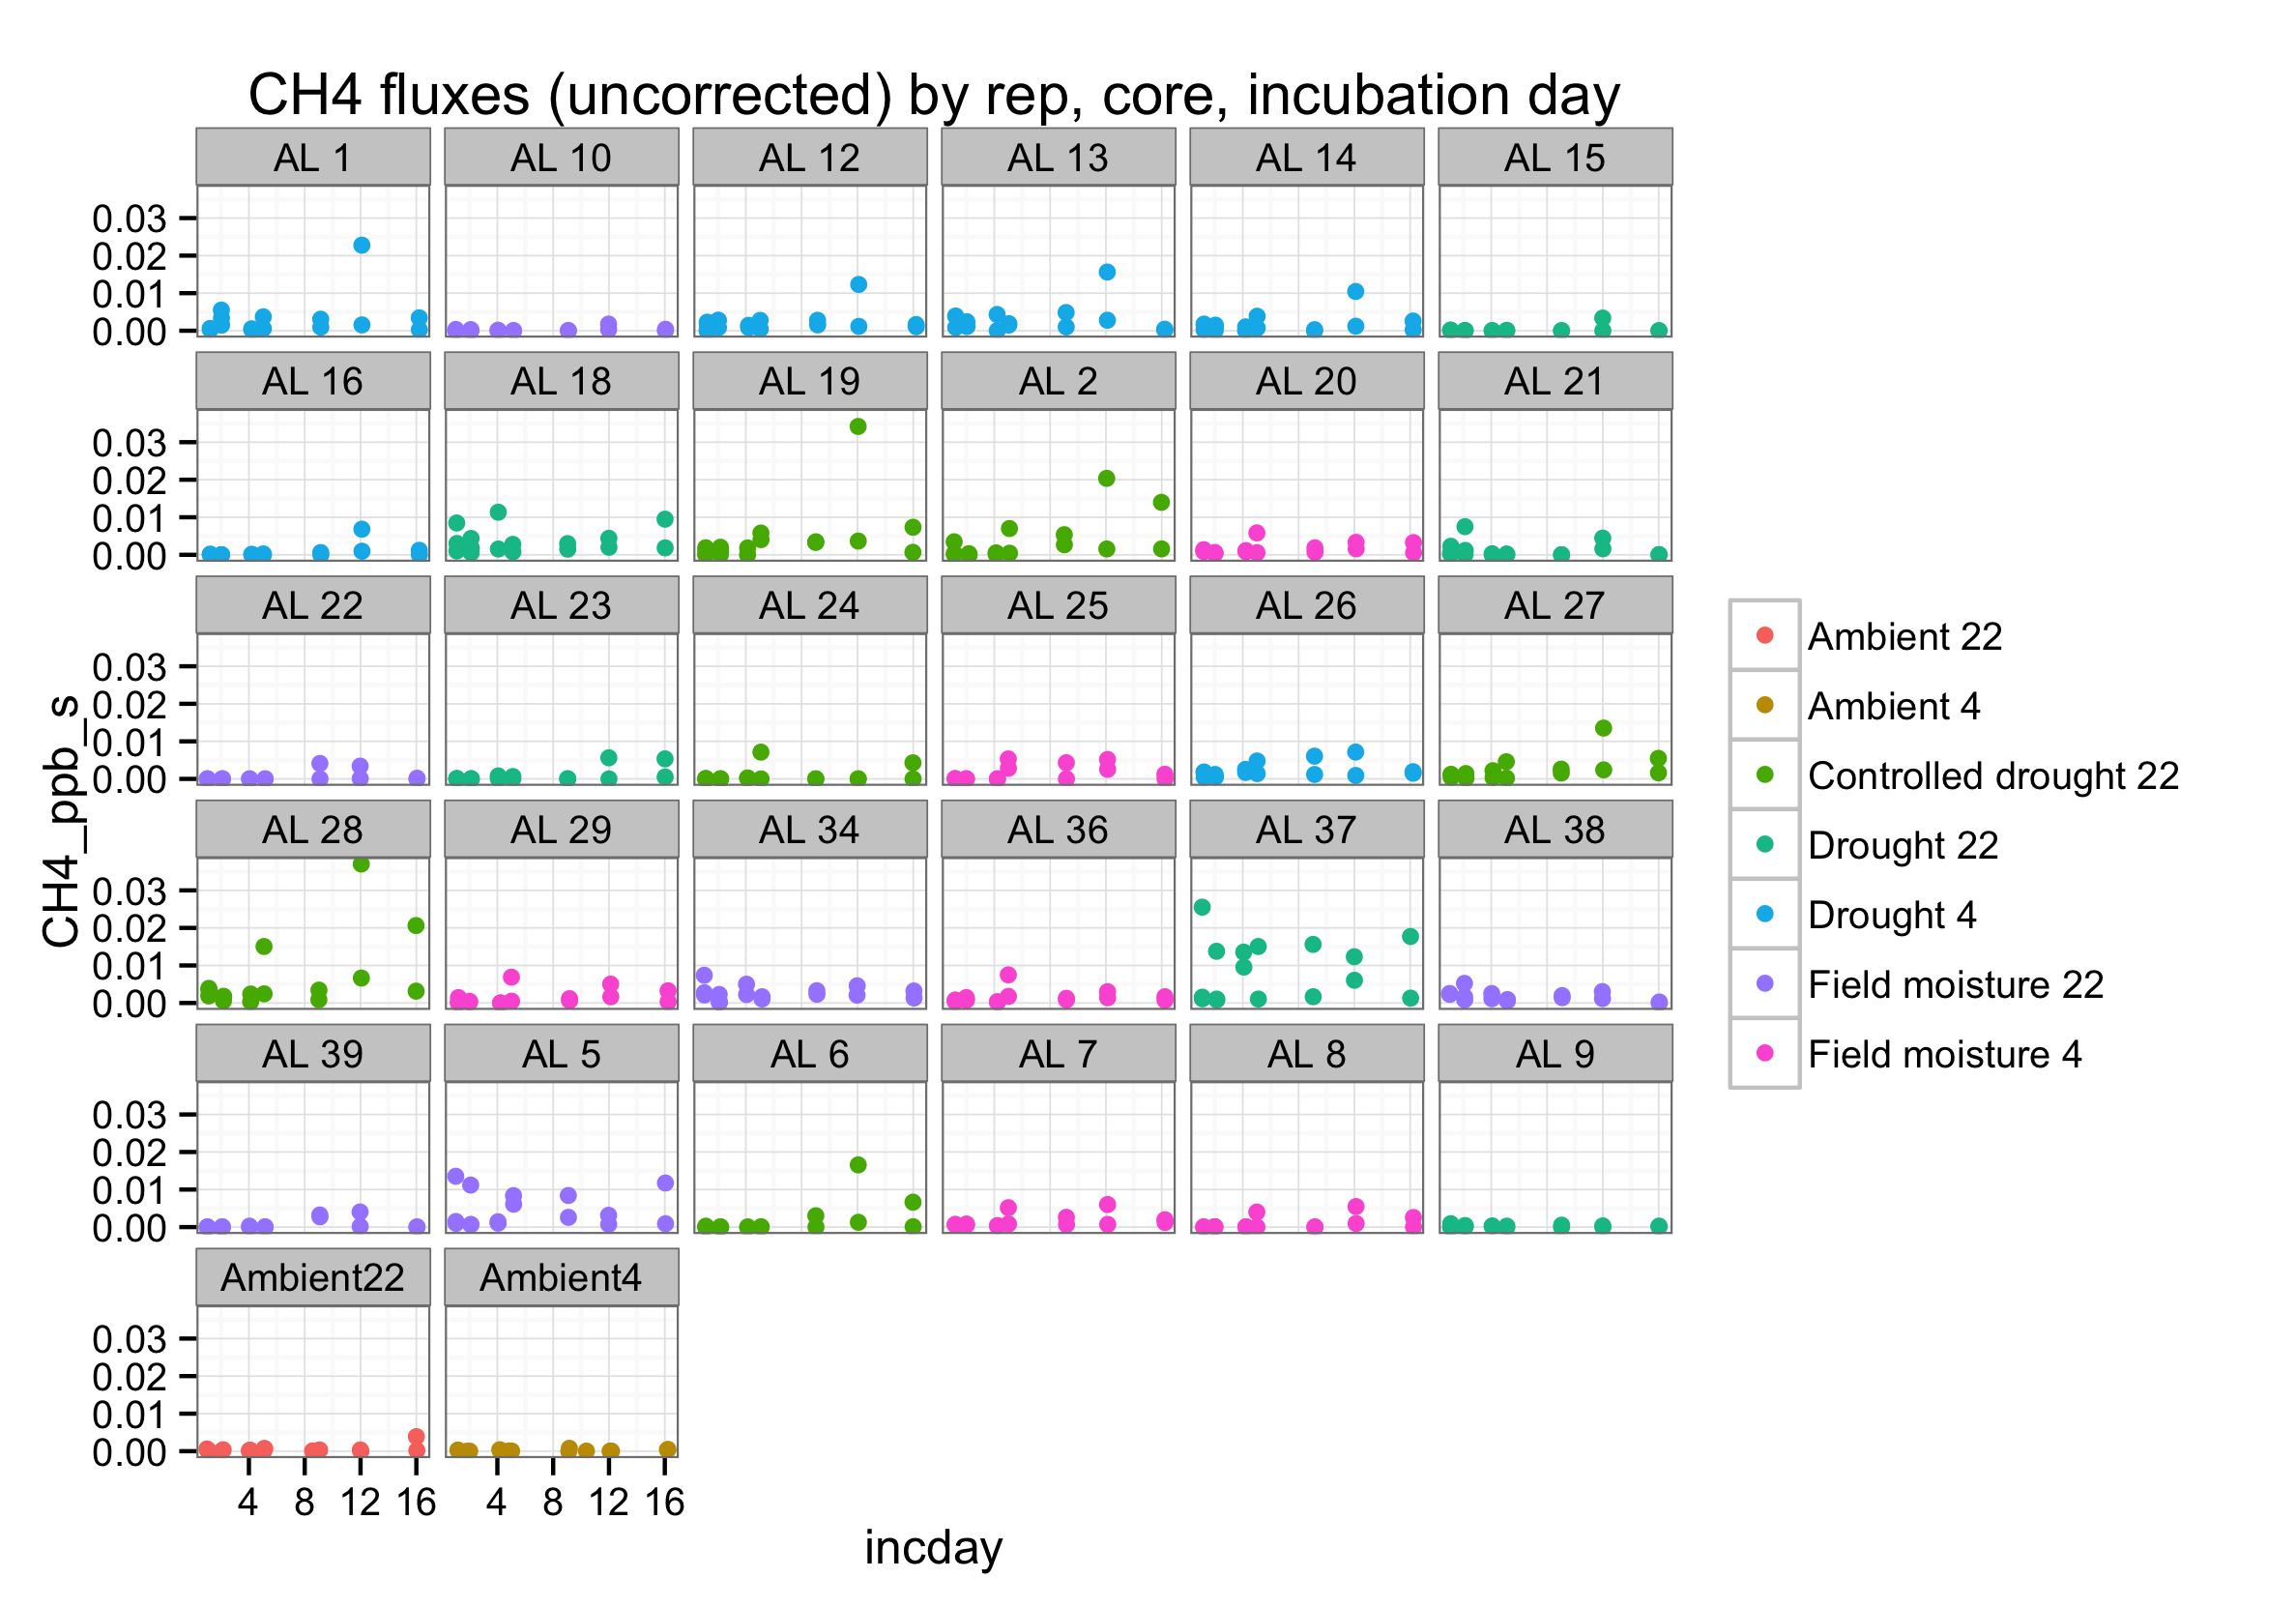 CH4 fluxes (uncorrected) by rep, core, incubation day
AL 1 AL 10 AL 12 AL 13 AL 14 AL 15
0.03
0.02
0.01
0.00
AL 16 AL 18 AL 19 AL 2 AL 20 AL 21
0.03
0.02
0.01
0.00
AL 22 AL 23 AL 24 AL 25 AL 26 AL 27
0.03
0.02
0.01
0.00
AL 28 AL 29 AL 34 AL 36 AL 37 AL 38
0.03
0.02
0.01
0.00
AL 39 AL 5 AL 6 AL 7 AL 8 AL 9
0.03
0.02
0.01
0.00
Ambient22 Ambient4
0.03
0.02
0.01
0.00
4 8 12 16 4 8 12 16
incday
CH4_ppb_s
Ambient 22
Ambient 4
Controlled drought 22
Drought 22
Drought 4
Field moisture 22
Field moisture 4